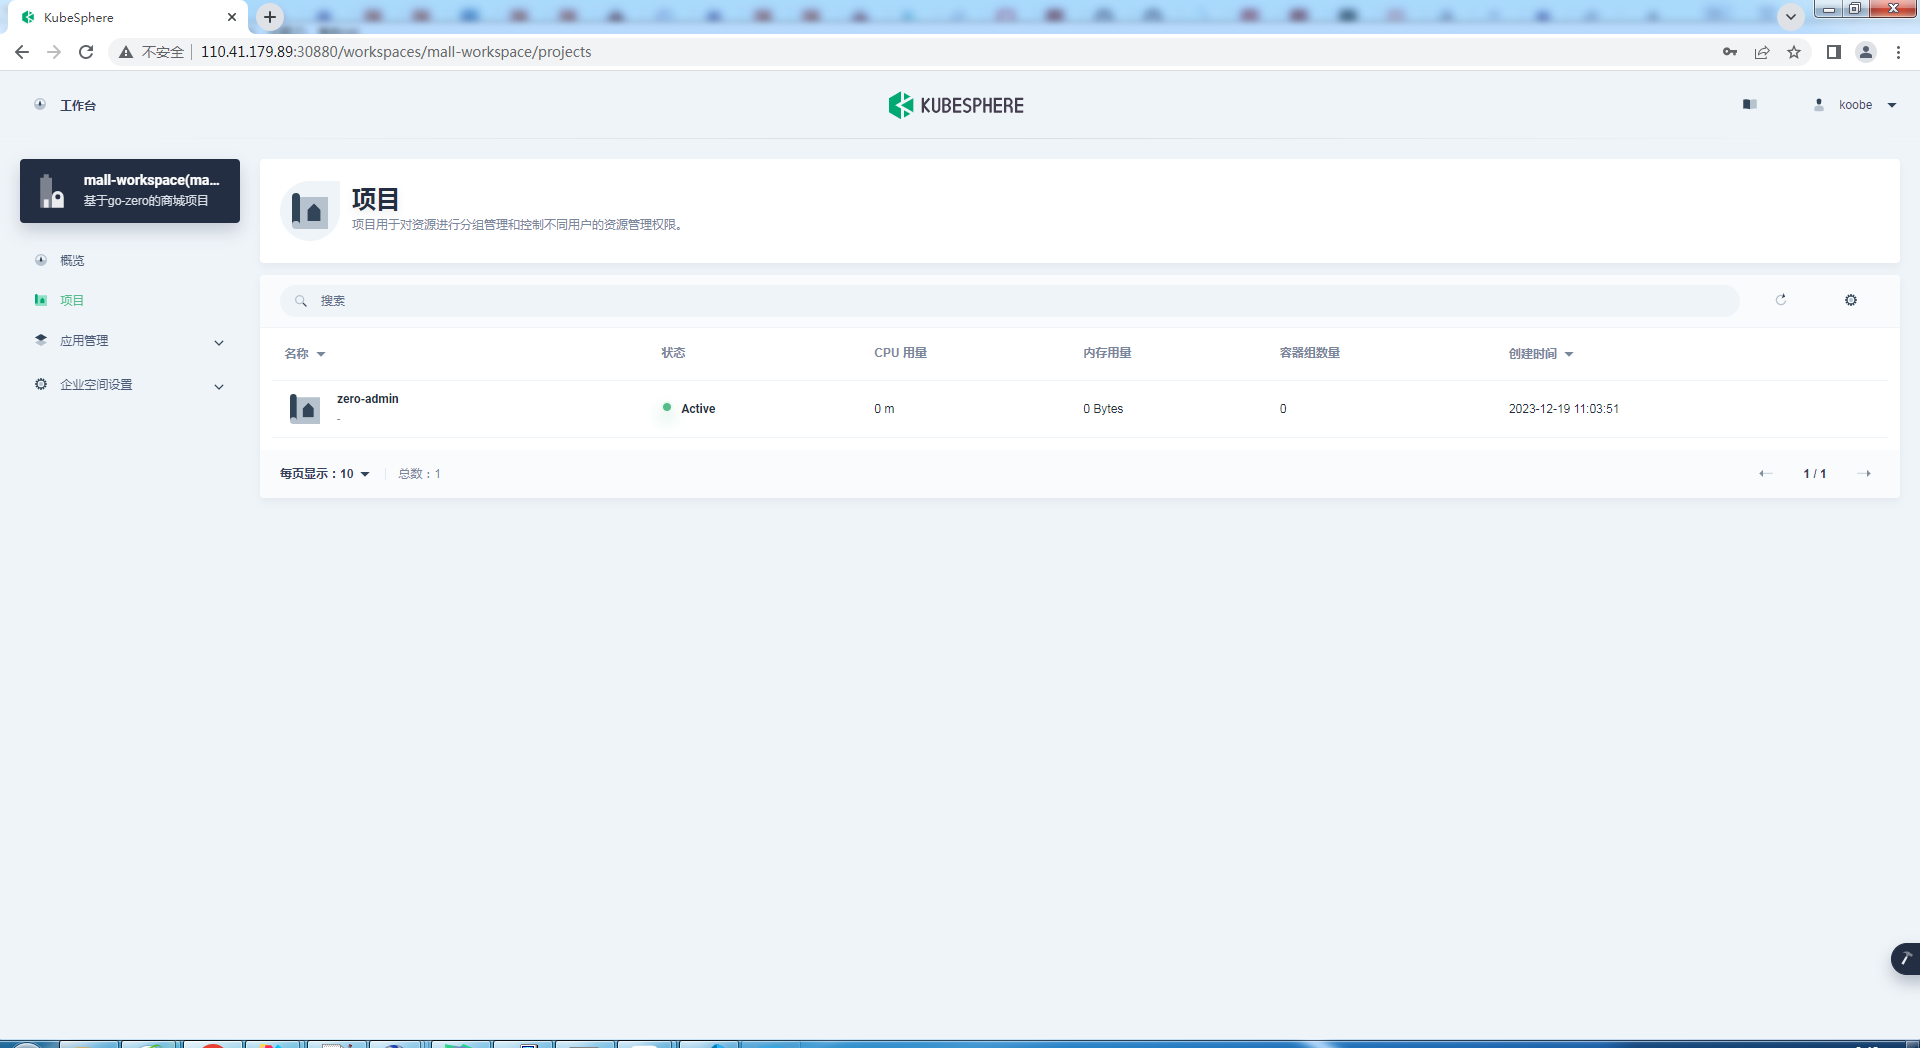 KubeSphere
不安全
110.41.179.89:30880/workspaces/mall-workspace/projects
工作台
KUBESPHERE
koobe
mall-workspace(ma...
基于go-zero的商城项目
概览
项目
应用管理
企业空间设置
项目
项目用于对资源进行分组管理和控制不同用户的资源管理权限。
搜索
名称 状态 CPU 用量 内存用量 容器组数量 创建时间
zero-admin
-
Active 0 m 0 Bytes 0 2023-12-19 11:03:51
每页显示：10 总数：1 1 / 1